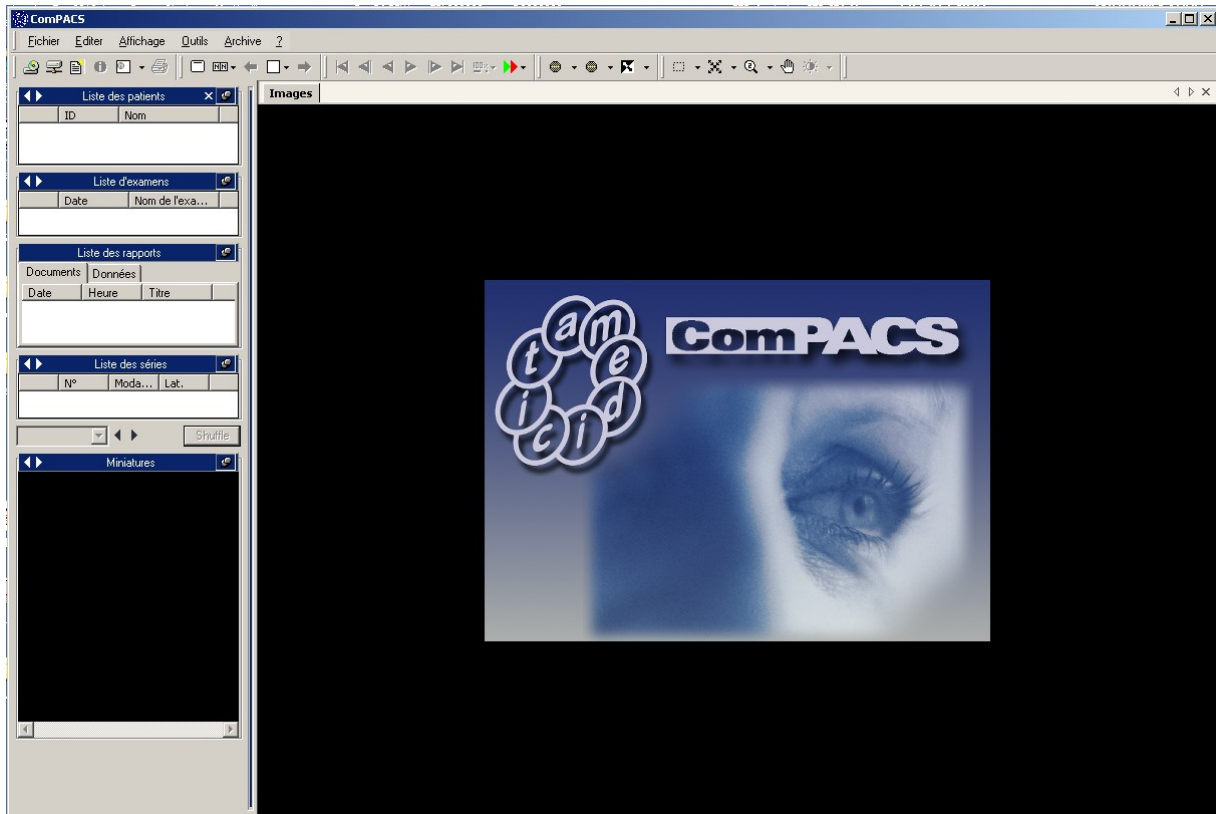 ComPACS
Fichier Editer Affichage Outils Archive ?
Images
Liste des patients
ID Nom
Liste d'examens
Date Nom de l'exa...
Liste des rapports
Documents Données
Date Heure Titre
Liste des séries
N° Moda... Lat.
Shuffle
Miniatures
medicimedicit
ComPACS